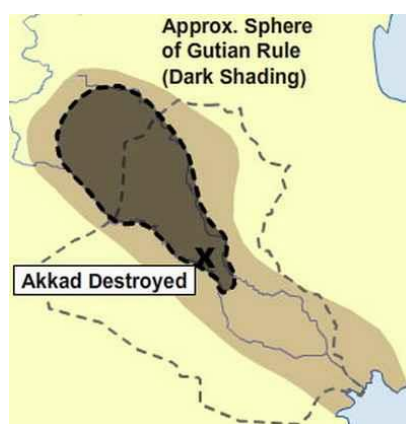 Approx. Sphere
of Gutian Rule
(Dark Shading)
X
Akkad Destroyed